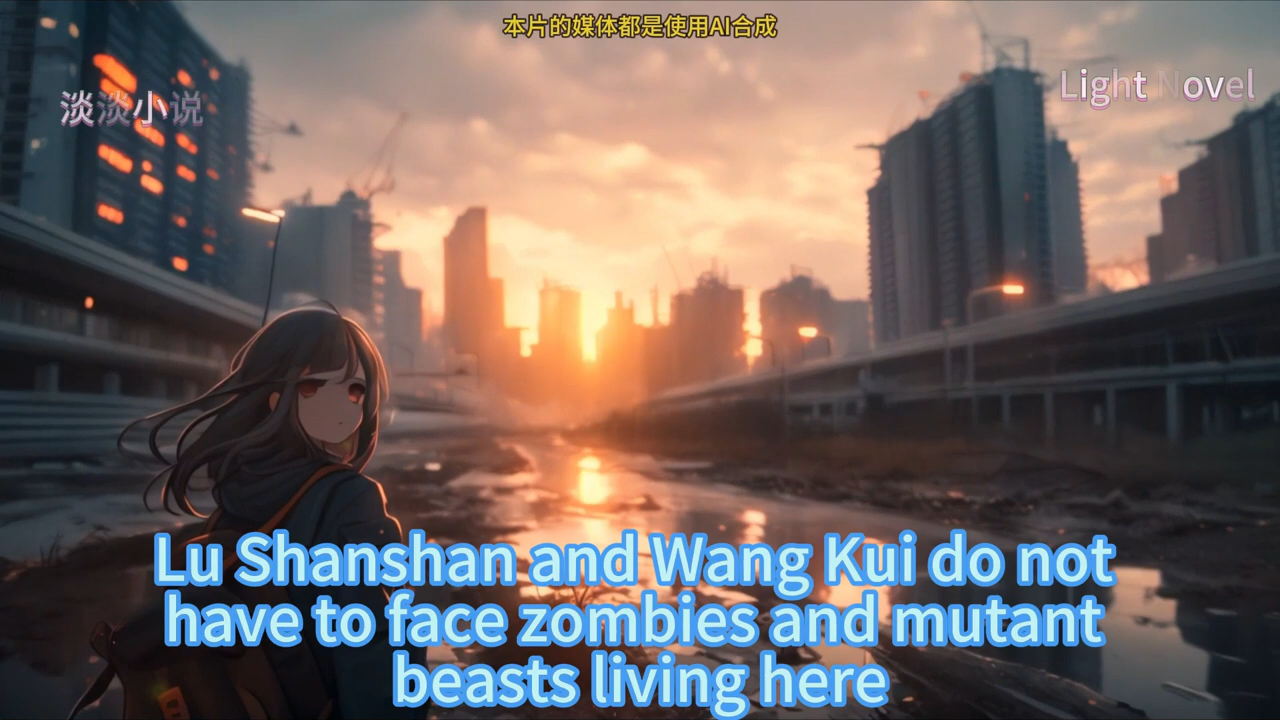 本片的媒体都是使用AI合成
淡淡小说
Light Novel
Lu Shanshan and Wang Kui do not
have to face zombies and mutant
beasts living here